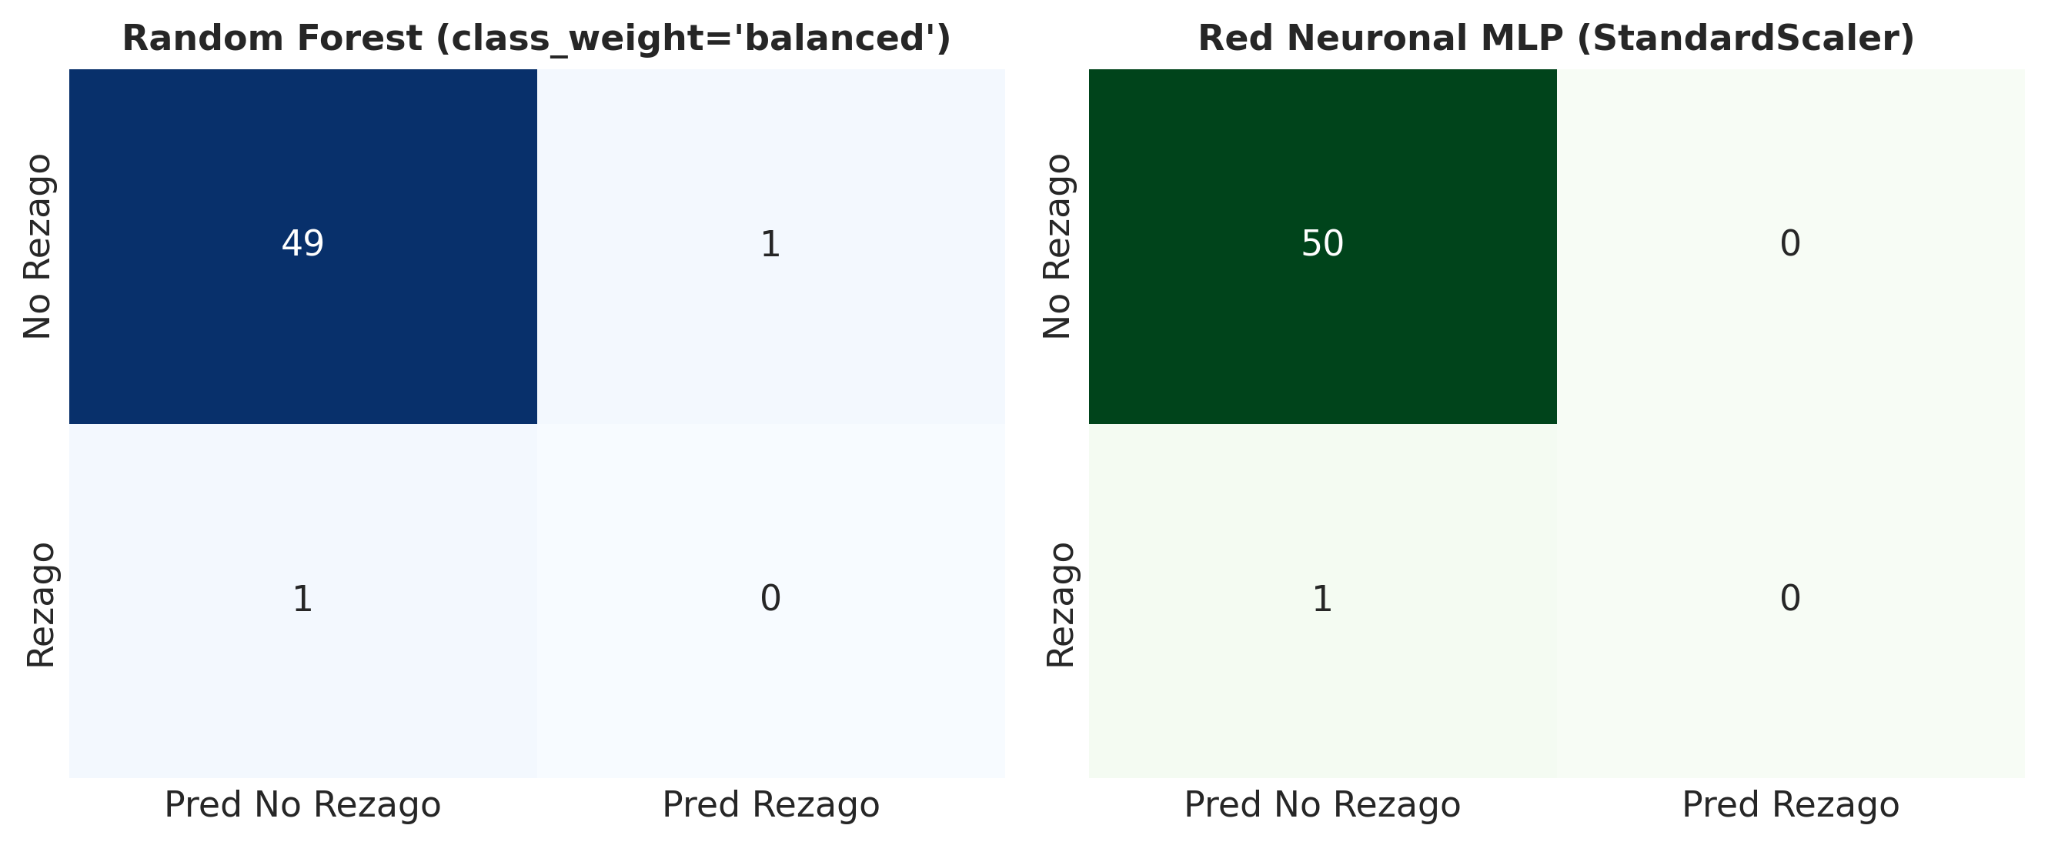 Random Forest (class_weight='balanced')
No Rezago
49
1
Rezago
1
0
Pred No Rezago
Pred Rezago
Red Neuronal MLP (StandardScaler)
No Rezago
50
0
Rezago
1
0
Pred No Rezago
Pred Rezago